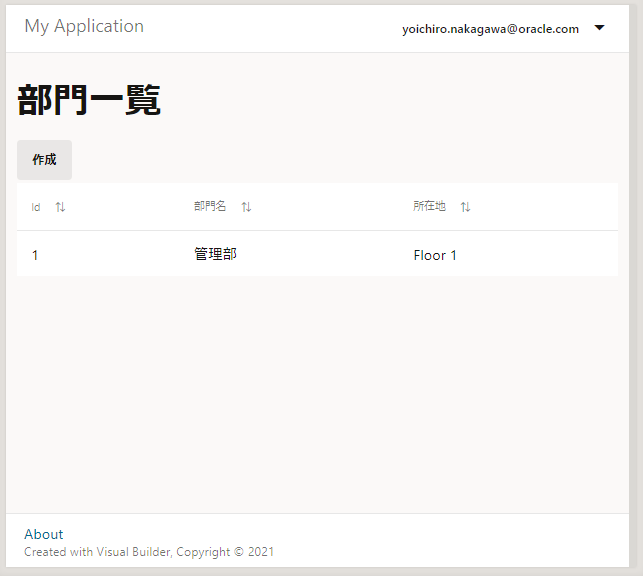 My Application
yoichiro.nakagawa@oracle.com
部門一覧
作成
Id 部門名 所在地
1 管理部 Floor 1
About
Created with Visual Builder, Copyright © 2021